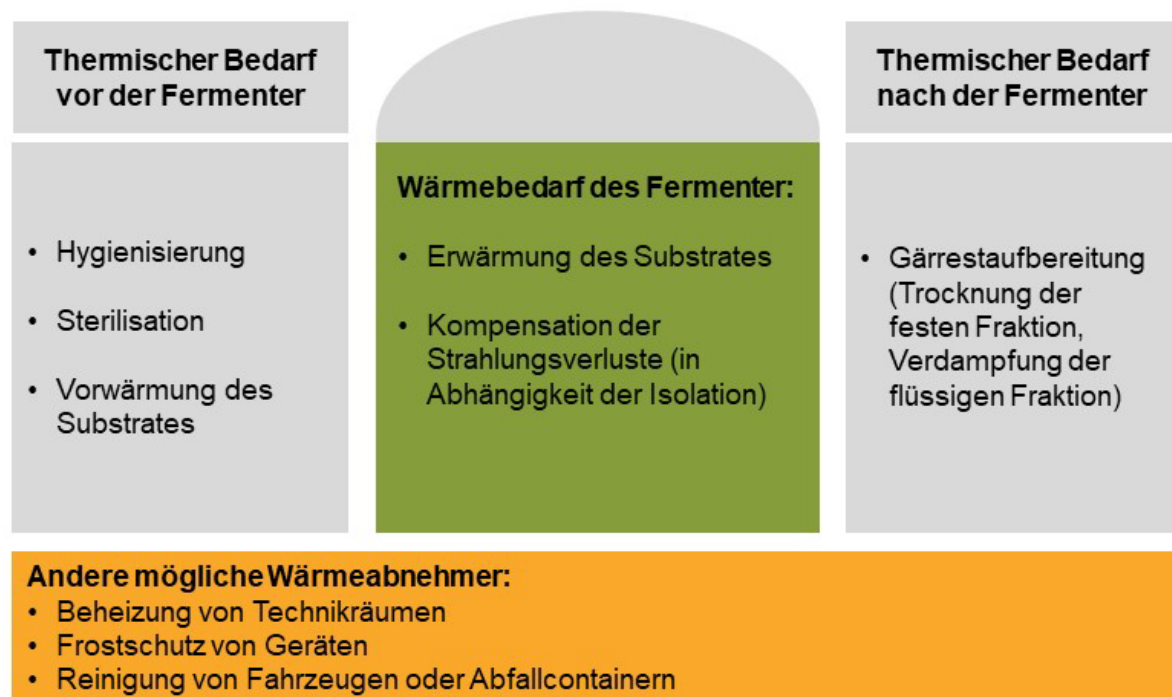 Thermischer Bedarf
vor der Fermenter
• Hygienisierung
• Sterilisation
• Vorwärmung des
Substrates
Wärmebedarf des Fermenter:
• Erwärmung des Substrates
• Kompensation der
Strahlungsverluste (in
Abhängigkeit der Isolation)
Thermischer Bedarf
nach der Fermenter
• Gärrestaufbereitung
(Trocknung der
festen Fraktion,
Verdampfung der
flüssigen Fraktion)
Andere mögliche Wärmeabnehmer:
• Beheizung von Technikräumen
• Frostschutz von Geräten
• Reinigung von Fahrzeugen oder Abfallcontainern